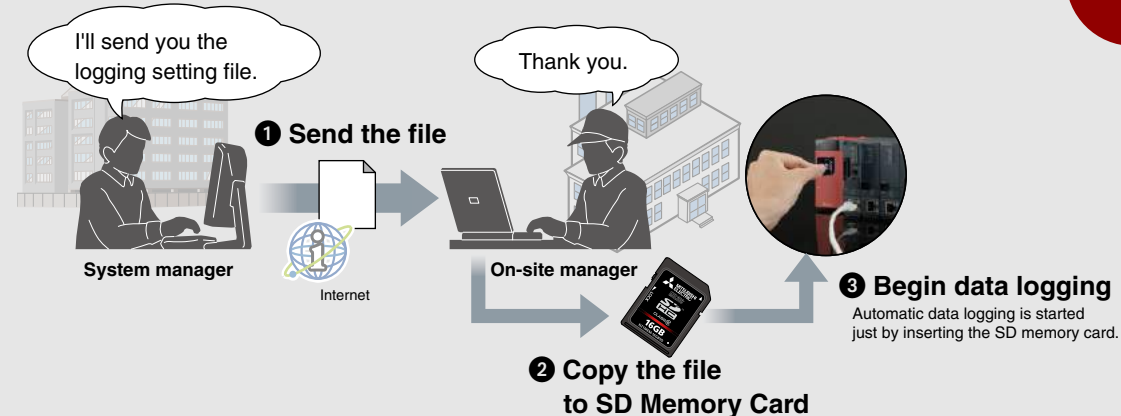 I'll send you the
logging setting file.
Thank you.
❶ Send the file
System manager
Internet
On-site manager
MITSUBISHI
ELECTRIC
16GB
❷ Copy the file
to SD Memory Card
❸ Begin data logging
Automatic data logging is started
just by inserting the SD memory card.